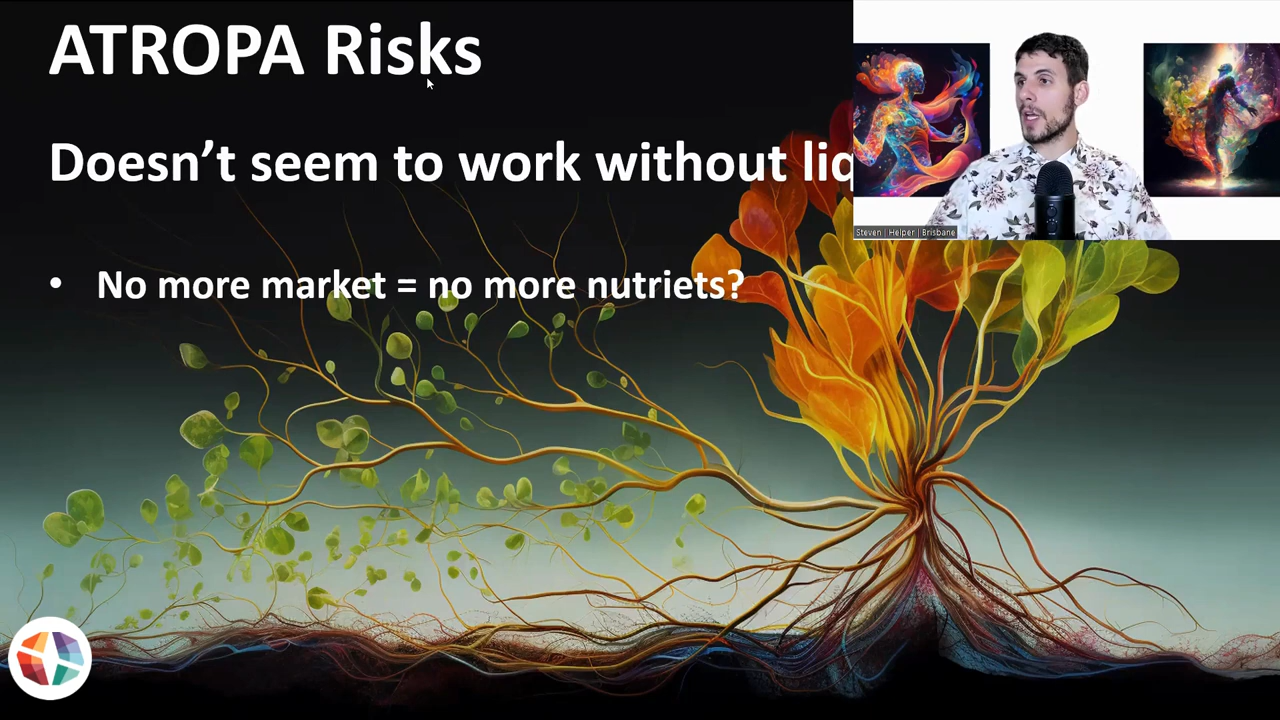 ATROPA Risks
Doesn’t seem to work without liq
• No more market = no more nutriets?
Steven | Helper | Brisbane